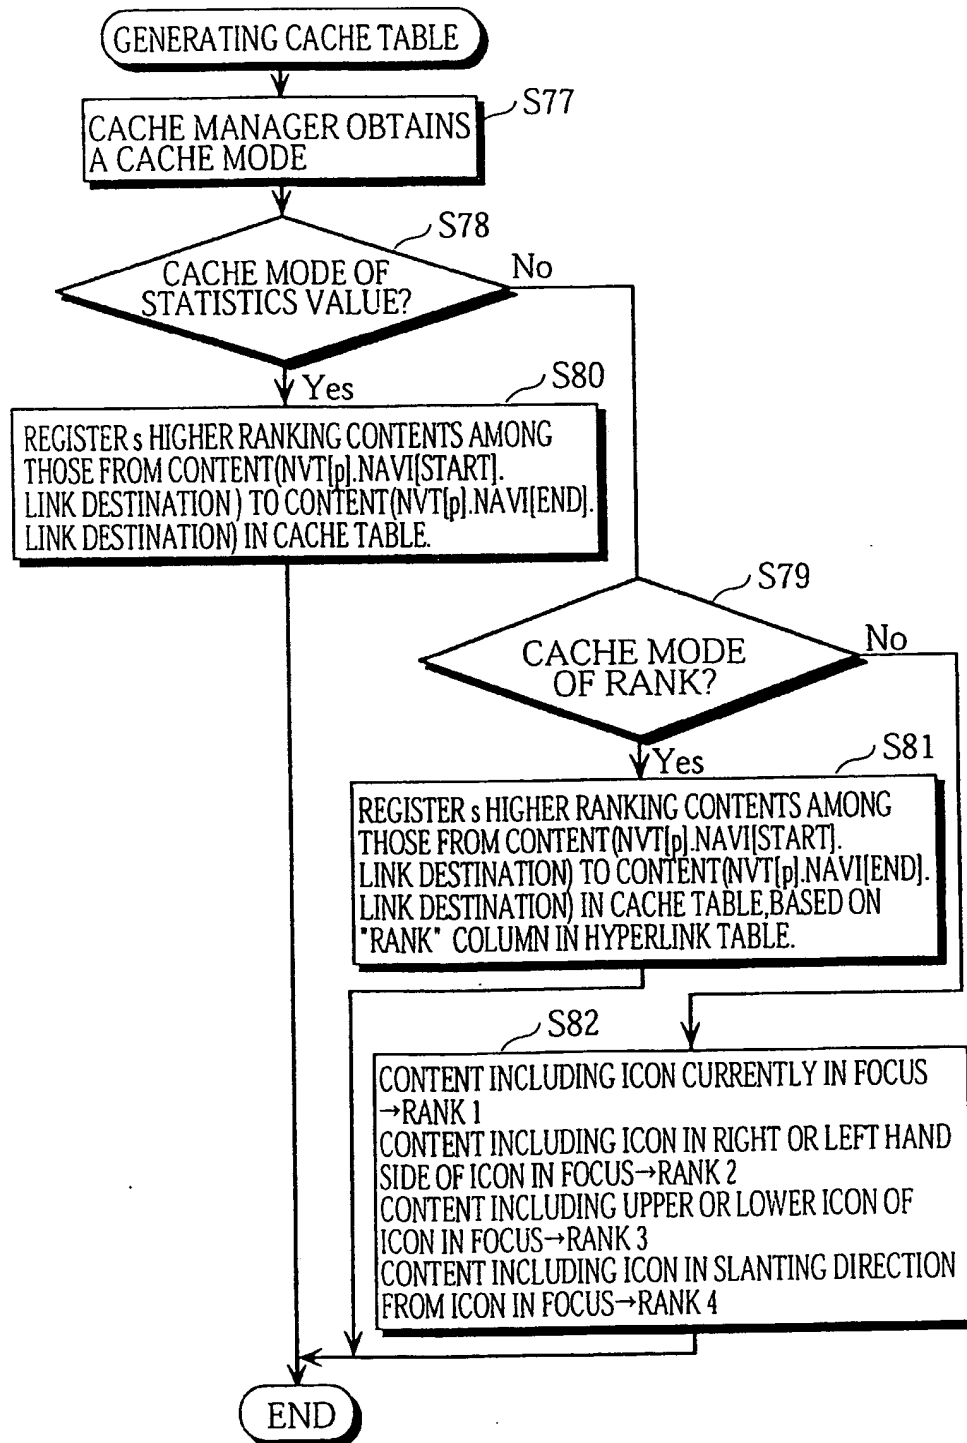 GENERATING CACHE TABLE
S77
CACHE MANAGER OBTAINS
A CACHE MODE
S78
CACHE MODE OF
STATISTICS VALUE?
No
Yes
S80
REGISTER s HIGHER RANKING CONTENTS AMONG
THOSE FROM CONTENT(NVT[p].NAVI[START].
LINK DESTINATION) TO CONTENT(NVT[p].NAVI[END].
LINK DESTINATION) IN CACHE TABLE.
S79
CACHE MODE
OF RANK?
No
Yes
S81
REGISTER s HIGHER RANKING CONTENTS AMONG
THOSE FROM CONTENT(NVT[p].NAVI[START].
LINK DESTINATION) TO CONTENT(NVT[p].NAVI[END].
LINK DESTINATION) IN CACHE TABLE,BASED ON
"RANK" COLUMN IN HYPERLINK TABLE.
S82
CONTENT INCLUDING ICON CURRENTLY IN FOCUS
→RANK 1
CONTENT INCLUDING ICON IN RIGHT OR LEFT HAND
SIDE OF ICON IN FOCUS→RANK 2
CONTENT INCLUDING UPPER OR LOWER ICON OF
ICON IN FOCUS→RANK 3
CONTENT INCLUDING ICON IN SLANTING DIRECTION
FROM ICON IN FOCUS→RANK 4
END